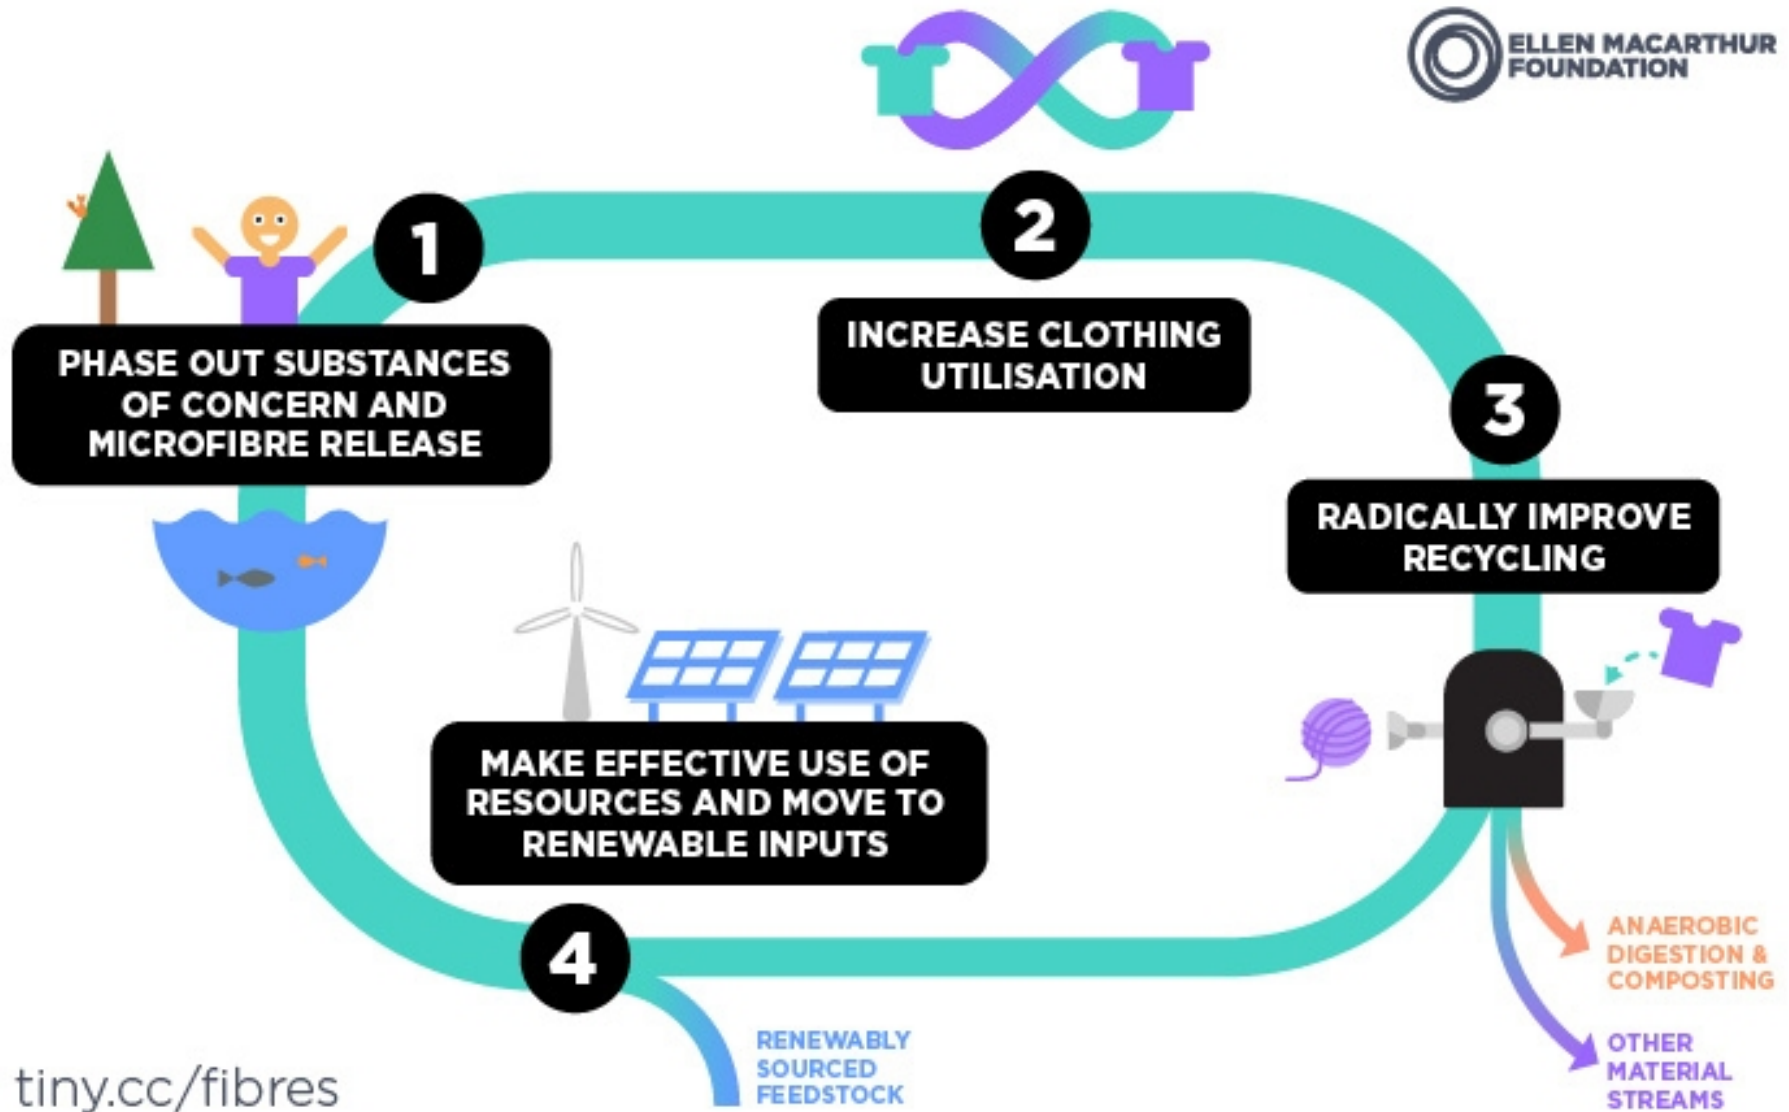 ELLEN MACARTHUR
FOUNDATION
1
PHASE OUT SUBSTANCES
OF CONCERN AND
MICROFIBRE RELEASE
2
INCREASE CLOTHING
UTILISATION
3
RADICALLY IMPROVE
RECYCLING
MAKE EFFECTIVE USE OF
RESOURCES AND MOVE TO
RENEWABLE INPUTS
4
RENEWABLY
SOURCED
FEEDSTOCK
ANAEROBIC
DIGESTION &
COMPOSTING
OTHER
MATERIAL
STREAMS
tiny.cc/fibres